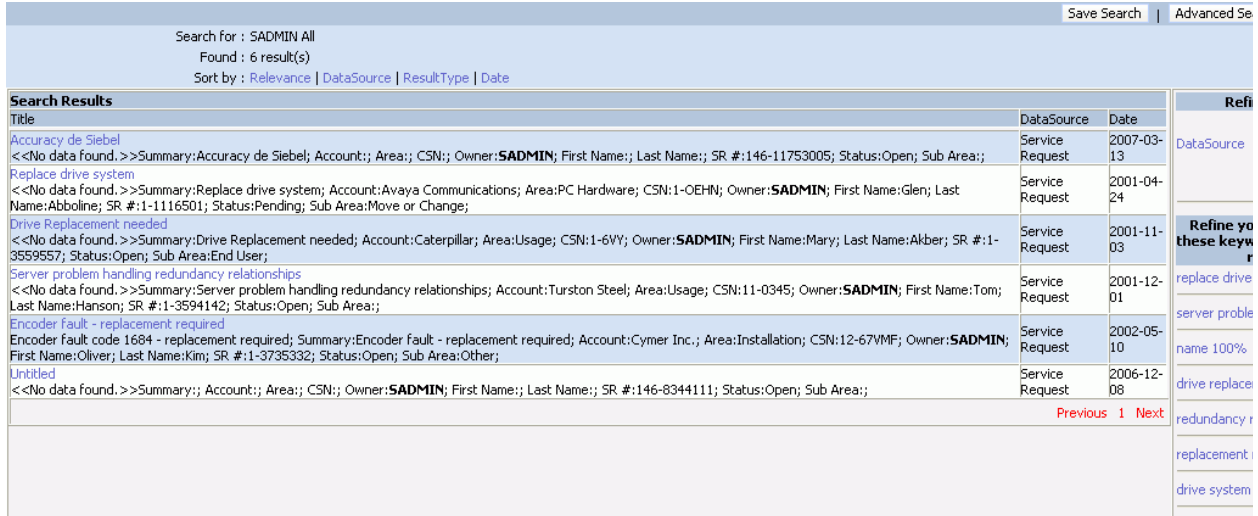 Save Search | Advanced Se
Search for : SADMIN All
Found : 6 result(s)
Sort by : Relevance | DataSource | ResultType | Date
Search Results
Title DataSource Date
Accuracy de Siebel
<<No data found.>>Summary:Accuracy de Siebel; Account:; Area:; CSN:; Owner:SADMIN; First Name:; Last Name:; SR #:146-11753005; Status:Open; Sub Area:;
Service
Request
2007-03-
13
Replace drive system
<<No data found.>>Summary:Replace drive system; Account:Avaya Communications; Area:PC Hardware; CSN:1-OEHN; Owner:SADMIN; First Name:Glen; Last
Name:Abboline; SR #:1-1116501; Status:Pending; Sub Area:Move or Change;
Service
Request
2001-04-
24
Drive Replacement needed
<<No data found.>>Summary:Drive Replacement needed; Account:Caterpillar; Area:Usage; CSN:1-6VY; Owner:SADMIN; First Name:Mary; Last Name:Akber; SR #:1-
3559557; Status:Open; Sub Area:End User;
Service
Request
2001-11-
03
Server problem handling redundancy relationships
<<No data found.>>Summary:Server problem handling redundancy relationships; Account:Turston Steel; Area:Usage; CSN:11-0345; Owner:SADMIN; First Name:Tom;
Last Name:Hanson; SR #:1-3594142; Status:Open; Sub Area:;
Service
Request
2001-12-
01
Encoder fault - replacement required
Encoder fault code 1684 - replacement required; Summary:Encoder fault - replacement required; Account:Cymer Inc.; Area:Installation; CSN:12-67VMF; Owner:SADMIN;
First Name:Oliver; Last Name:Kim; SR #:1-3735332; Status:Open; Sub Area:Other;
Service
Request
2002-05-
10
Untitled
<<No data found.>>Summary:; Account:; Area:; CSN:; Owner:SADMIN; First Name:; Last Name:; SR #:146-8344111; Status:Open; Sub Area:;
Service
Request
2006-12-
08
Previous 1 Next
Refi
DataSource
Refine yo
these keyw
r
replace drive
server proble
name 100%
drive replace
redundancy r
replacement
drive system